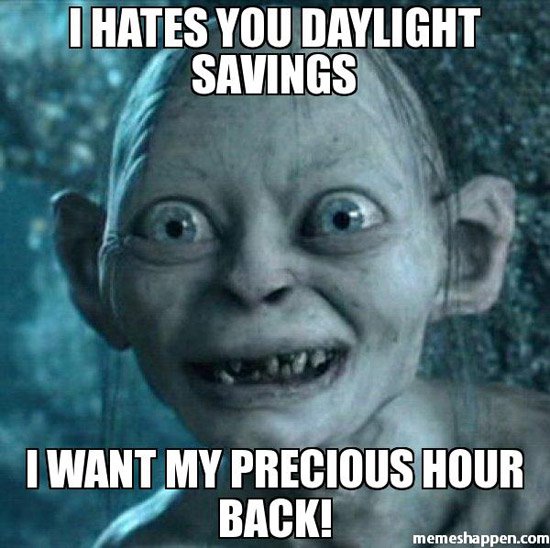 I HATES YOU DAYLIGHT
SAVINGS
I WANT MY PRECIOUS HOUR
BACK!
memeshappen.com